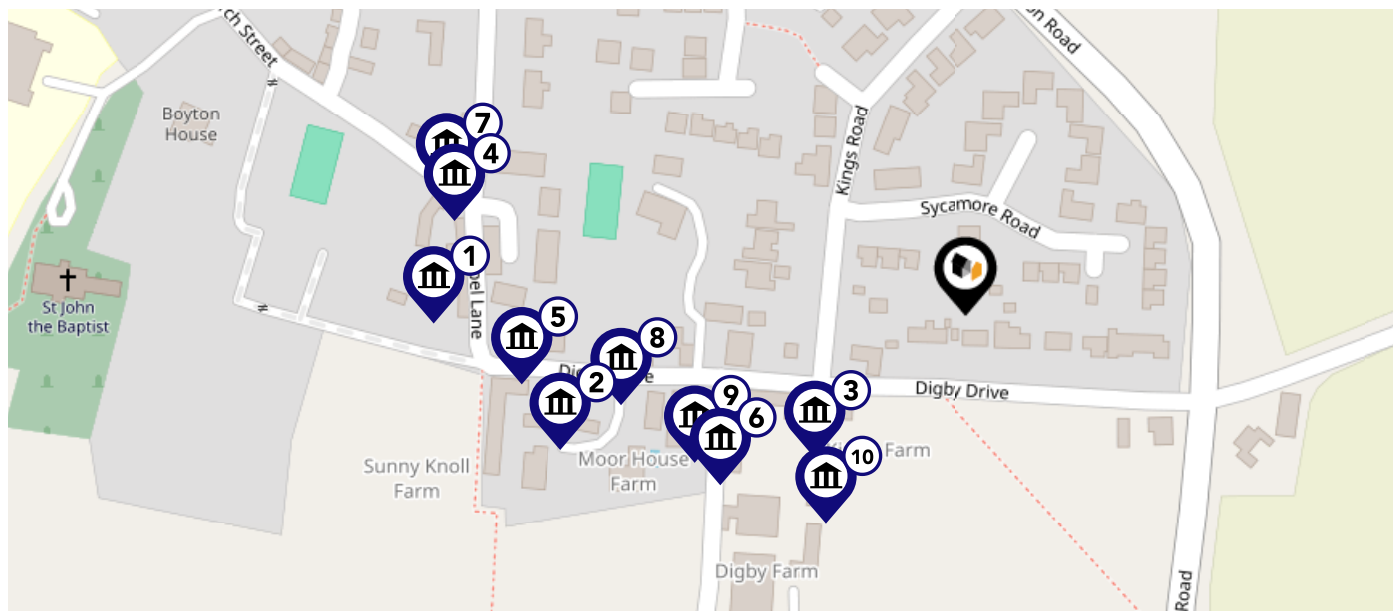 ch Street
on Road
Boyton
House
7
4
Kings Road
Sycamore Road
1
St John
the Baptist
pel Lane
5
8
2
Digby Drive
9
3
6
Farm
10
Sunny Knoll
Farm
Moor House
Farm
Digby Farm
Road